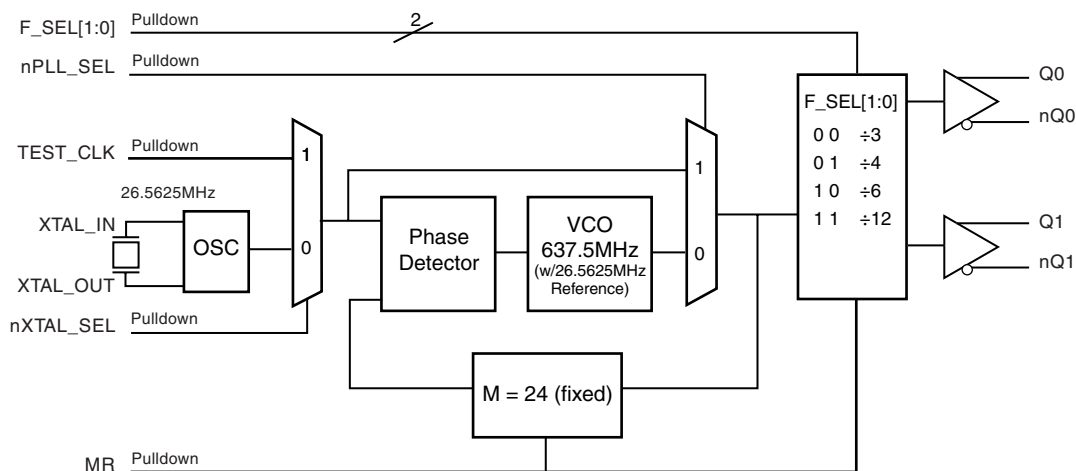 F_SEL[1:0] Pulldown 2
nPLL_SEL Pulldown
TEST_CLK Pulldown
26.5625MHz
XTAL_IN
OSC
XTAL_OUT
nXTAL_SEL Pulldown
1
0
Phase
Detector
VCO
637.5MHz
(w/26.5625MHz
Reference)
1
0
M = 24 (fixed)
F_SEL[1:0]
0 0 ÷3
0 1 ÷4
1 0 ÷6
1 1 ÷12
Q0
nQ0
Q1
nQ1
MR Pulldown